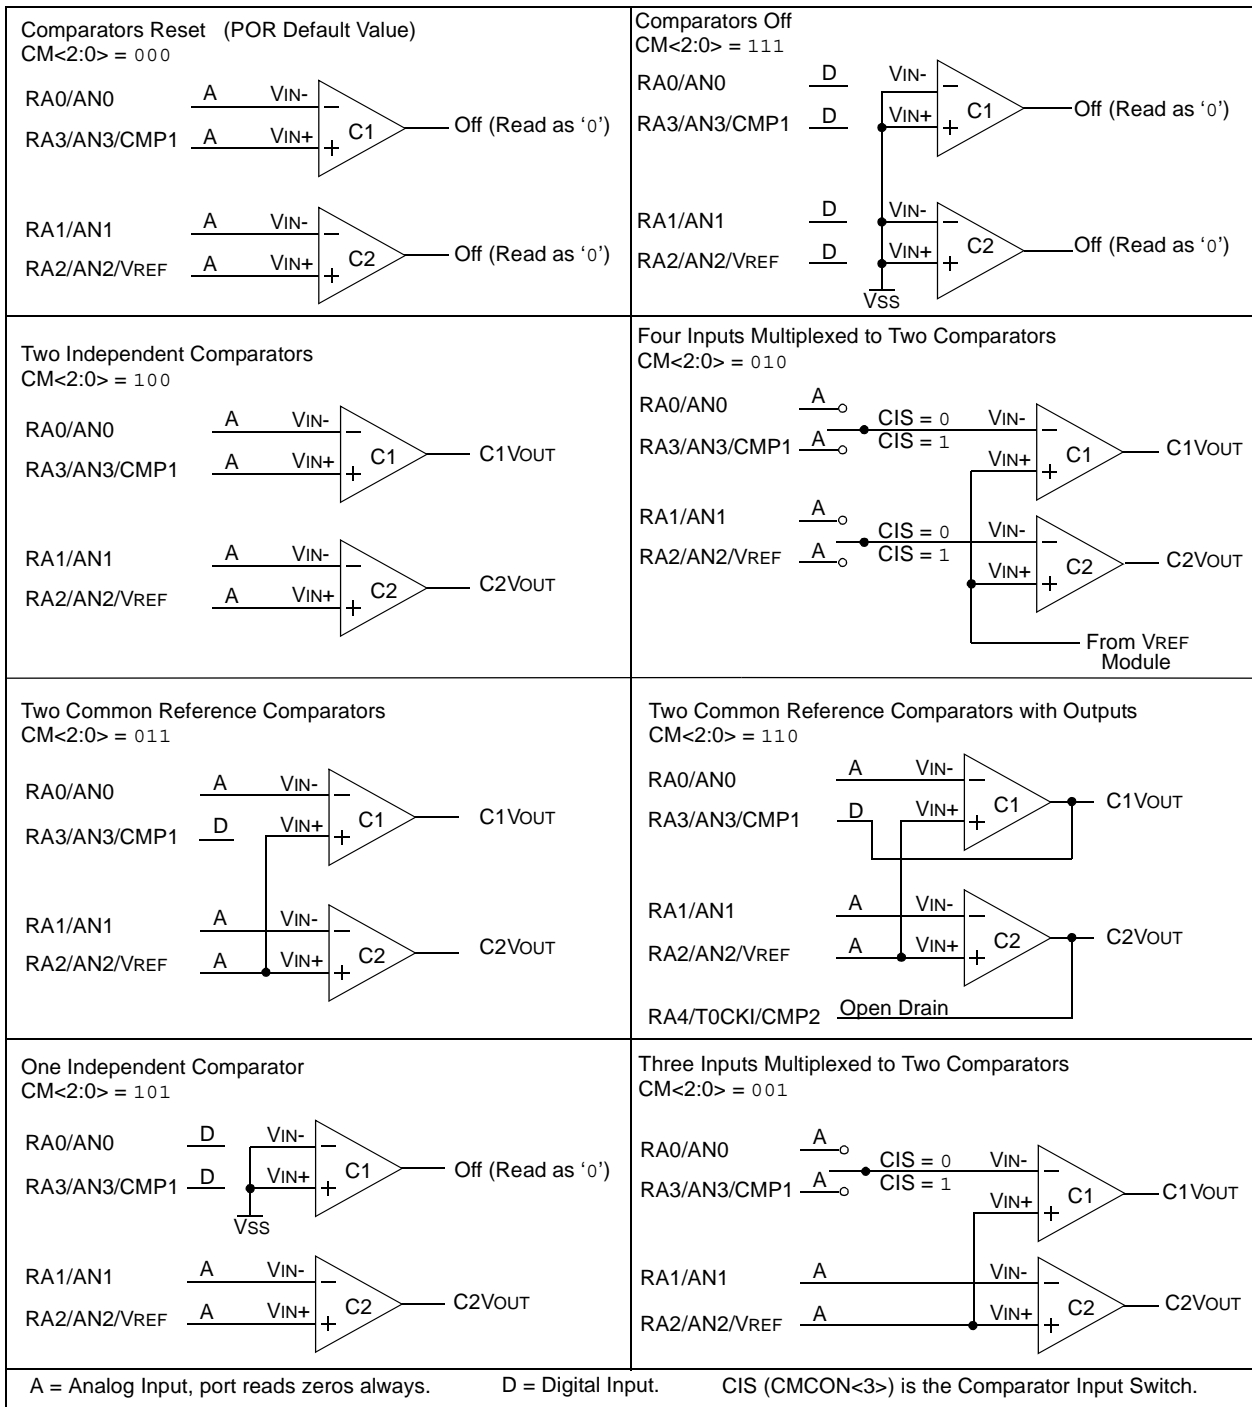 Comparators Reset (POR Default Value)
CM<2:0> = 000
RA0/AN0 A VIN- −
RA3/AN3/CMP1 A VIN+ + C1 Off (Read as ‘0’)
RA1/AN1 A VIN- −
RA2/AN2/VREF A VIN+ + C2 Off (Read as ‘0’)
Comparators Off
CM<2:0> = 111
RA0/AN0 D VIN- −
RA3/AN3/CMP1 D VIN+ + C1 Off (Read as ‘0’)
RA1/AN1 D VIN- −
RA2/AN2/VREF D VIN+ + C2 Off (Read as ‘0’)
VSS
Two Independent Comparators
CM<2:0> = 100
RA0/AN0 A VIN- −
RA3/AN3/CMP1 A VIN+ + C1 C1VOUT
RA1/AN1 A VIN- −
RA2/AN2/VREF A VIN+ + C2 C2VOUT
Four Inputs Multiplexed to Two Comparators
CM<2:0> = 010
RA0/AN0 A CIS = 0 VIN- −
RA3/AN3/CMP1 A CIS = 1 VIN+ + C1 C1VOUT
RA1/AN1 A CIS = 0 VIN- −
RA2/AN2/VREF A CIS = 1 VIN+ + C2 C2VOUT
From VREF
Module
Two Common Reference Comparators
CM<2:0> = 011
RA0/AN0 A VIN- −
RA3/AN3/CMP1 D VIN+ + C1 C1VOUT
RA1/AN1 A VIN- −
RA2/AN2/VREF A VIN+ + C2 C2VOUT
Two Common Reference Comparators with Outputs
CM<2:0> = 110
RA0/AN0 A VIN- −
RA3/AN3/CMP1 D VIN+ + C1 C1VOUT
RA1/AN1 A VIN- −
RA2/AN2/VREF A VIN+ + C2 C2VOUT
RA4/T0CKI/CMP2 Open Drain
One Independent Comparator
CM<2:0> = 101
RA0/AN0 D VIN- −
RA3/AN3/CMP1 D VIN+ + C1 Off (Read as ‘0’)
VSS
RA1/AN1 A VIN- −
RA2/AN2/VREF A VIN+ + C2 C2VOUT
Three Inputs Multiplexed to Two Comparators
CM<2:0> = 001
RA0/AN0 A CIS = 0 VIN- −
RA3/AN3/CMP1 A CIS = 1 VIN+ + C1 C1VOUT
RA1/AN1 A VIN- −
RA2/AN2/VREF A VIN+ + C2 C2VOUT
A = Analog Input, port reads zeros always. D = Digital Input. CIS (CMCON<3>) is the Comparator Input Switch.